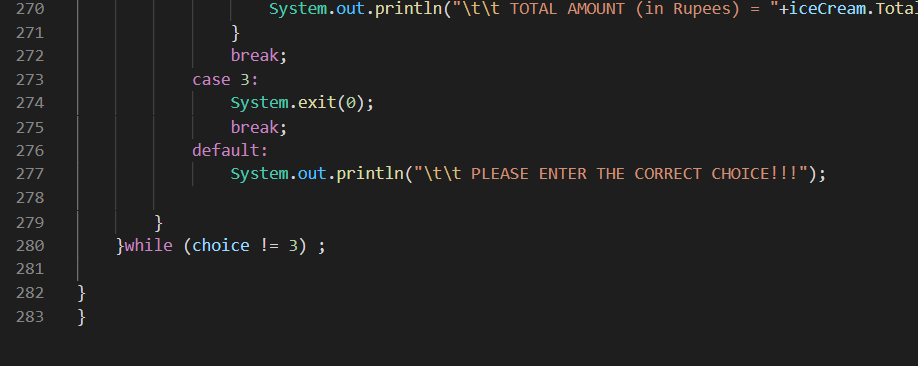 270 System.out.println("\t\t TOTAL AMOUNT (in Rupees) = "+iceCream.Total
271 }
272 break;
273 case 3:
274 System.exit(0);
275 break;
276 default:
277 System.out.println("\t\t PLEASE ENTER THE CORRECT CHOICE!!!");
278
279 }
280 }while (choice != 3) ;
281
282 }
283 }